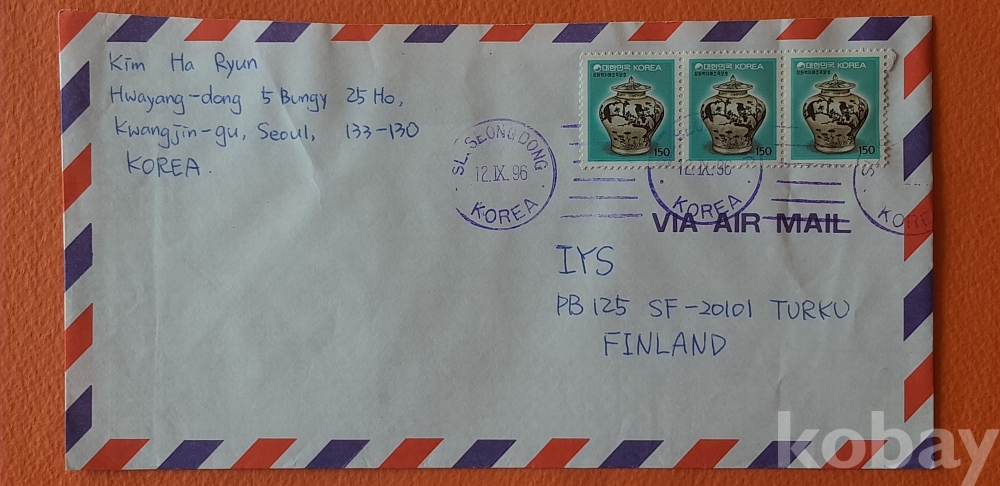 Kim Ha Ryun
Hwayang-dong 5 Bungy 25 Ho,
Kwangjin-gu, Seoul, 133-130
KOREA.
대한민국 KOREA
150
대한민국 KOREA
150
대한민국 KOREA
150
SL. SEONG DONG
12.IX.96
KOREA
12.IX.96
KOREA
VIA AIR MAIL
IYS
PB 125 SF-20101 TURKU
FINLAND
kobay